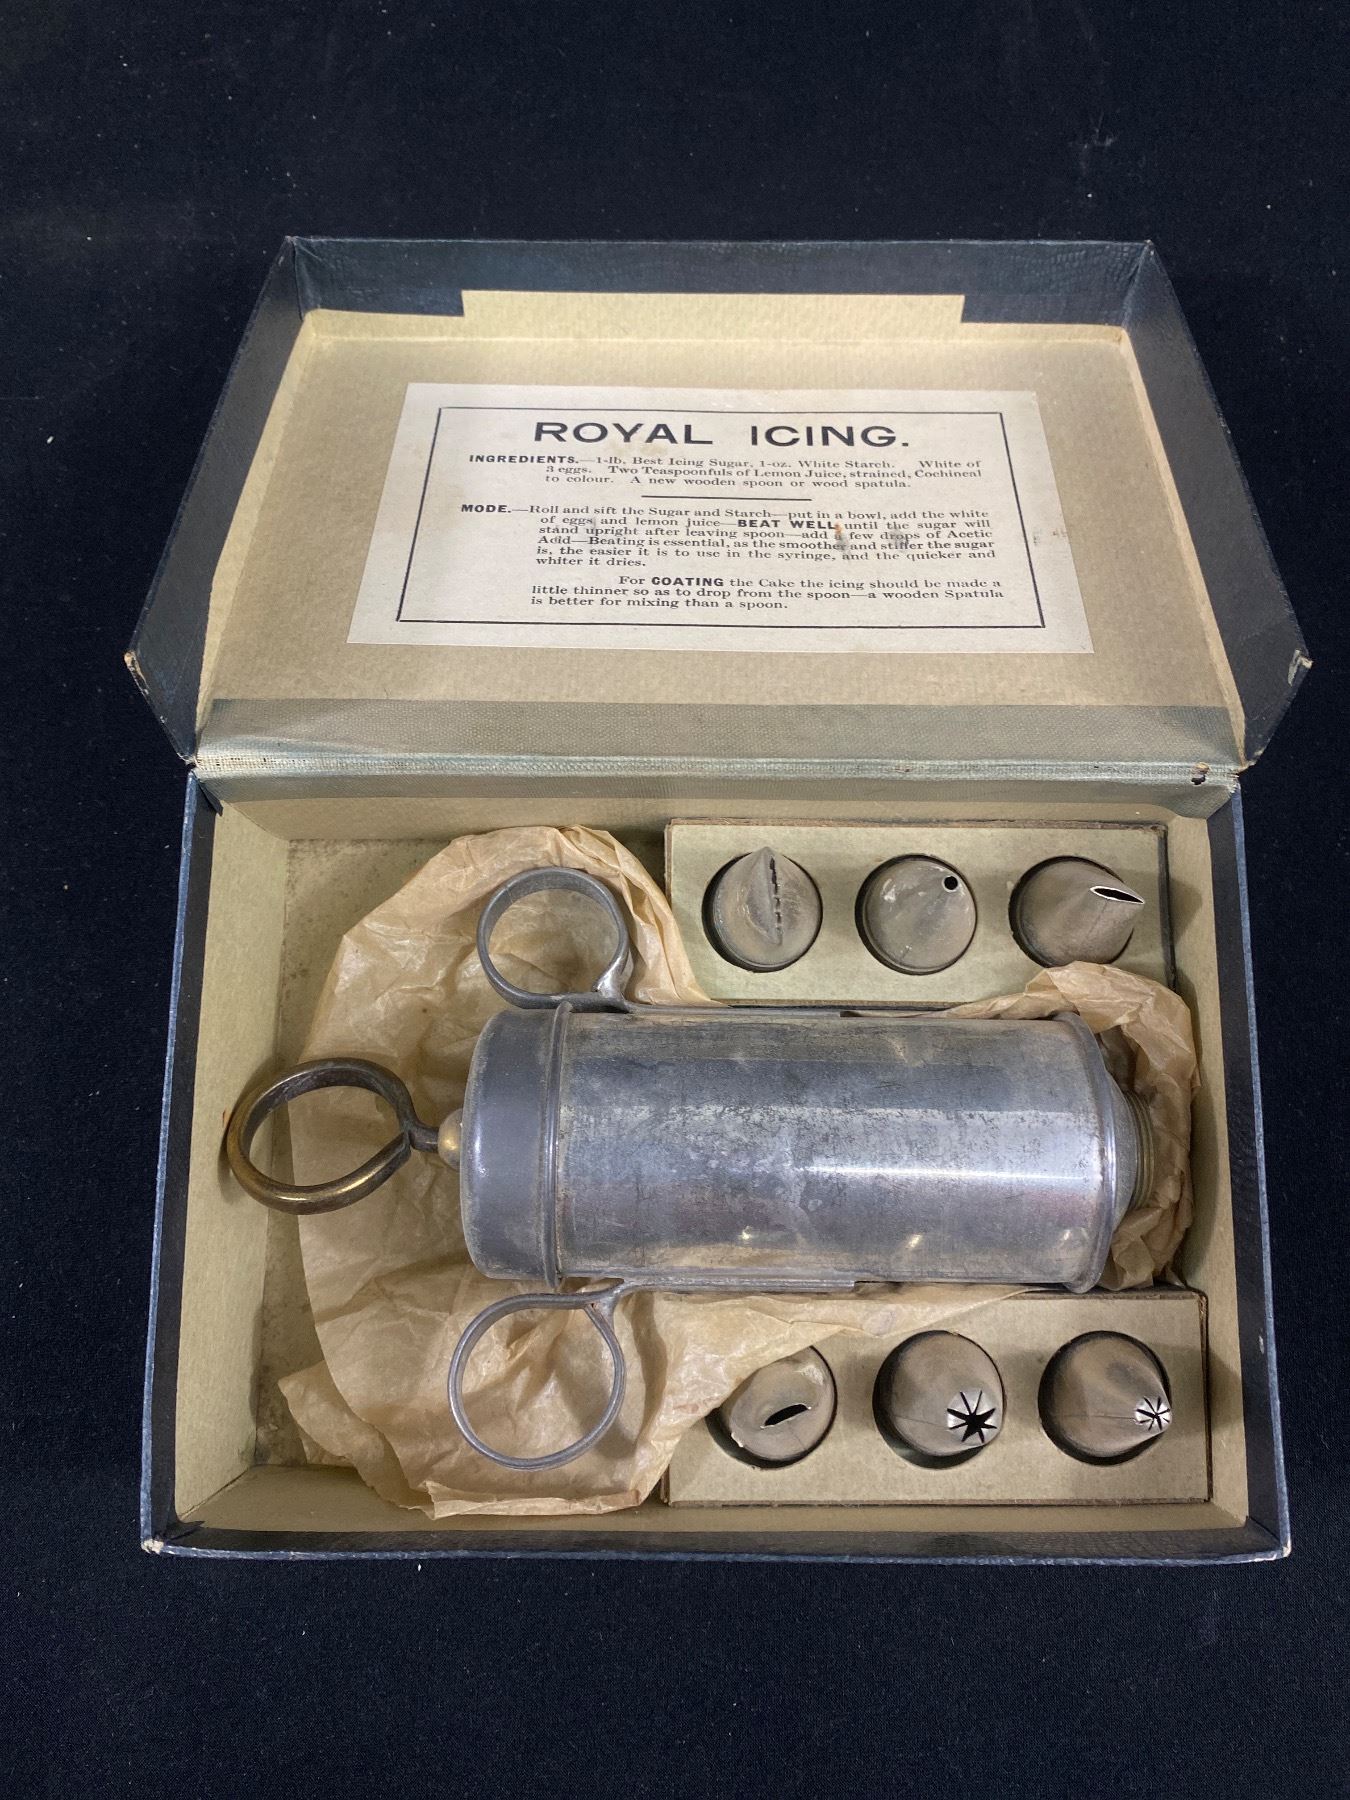 ROYAL ICING.
INGREDIENTS.—1-lb. Best Icing Sugar, 1-oz. White Starch. White of
3 eggs. Two Teaspoonfuls of Lemon Juice, strained, Cochineal
to colour. A new wooden spoon or wood spatula.
MODE.—Roll and sift the Sugar and Starch—put in a bowl, add the white
of eggs and lemon juice—BEAT WELL until the sugar will
stand upright after leaving spoon—add a few drops of Acetic
Acid—Beating is essential, as the smoother and stiffer the sugar
is, the easier it is to use in the syringe, and the quicker and
whiter it dries.
For COATING the Cake the icing should be made a
little thinner so as to drop from the spoon—a wooden Spatula
is better for mixing than a spoon.